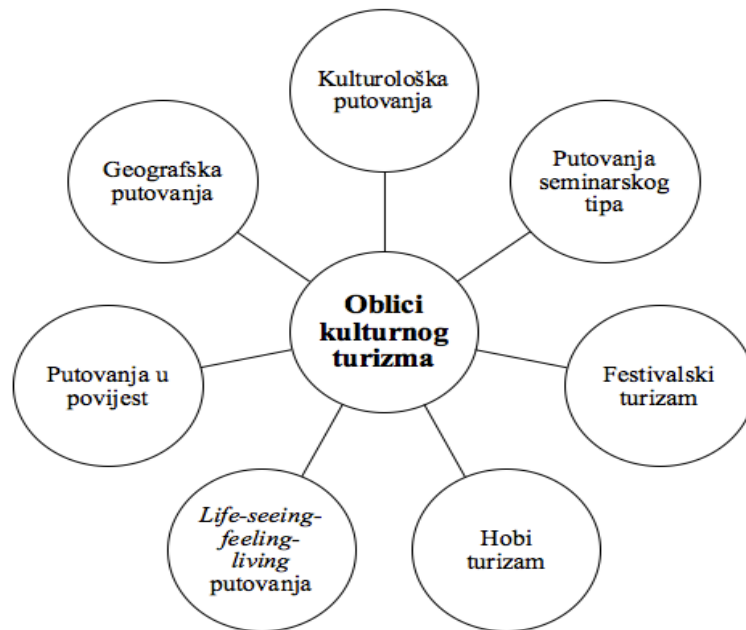 Kulturološka
putovanja
Putovanja
seminarskog
tipa
Festivalski
turizam
Hobi
turizam
Life-seeing-
feeling-
living
putovanja
Putovanja u
povijest
Geografska
putovanja
Oblici
kulturnog
turizma